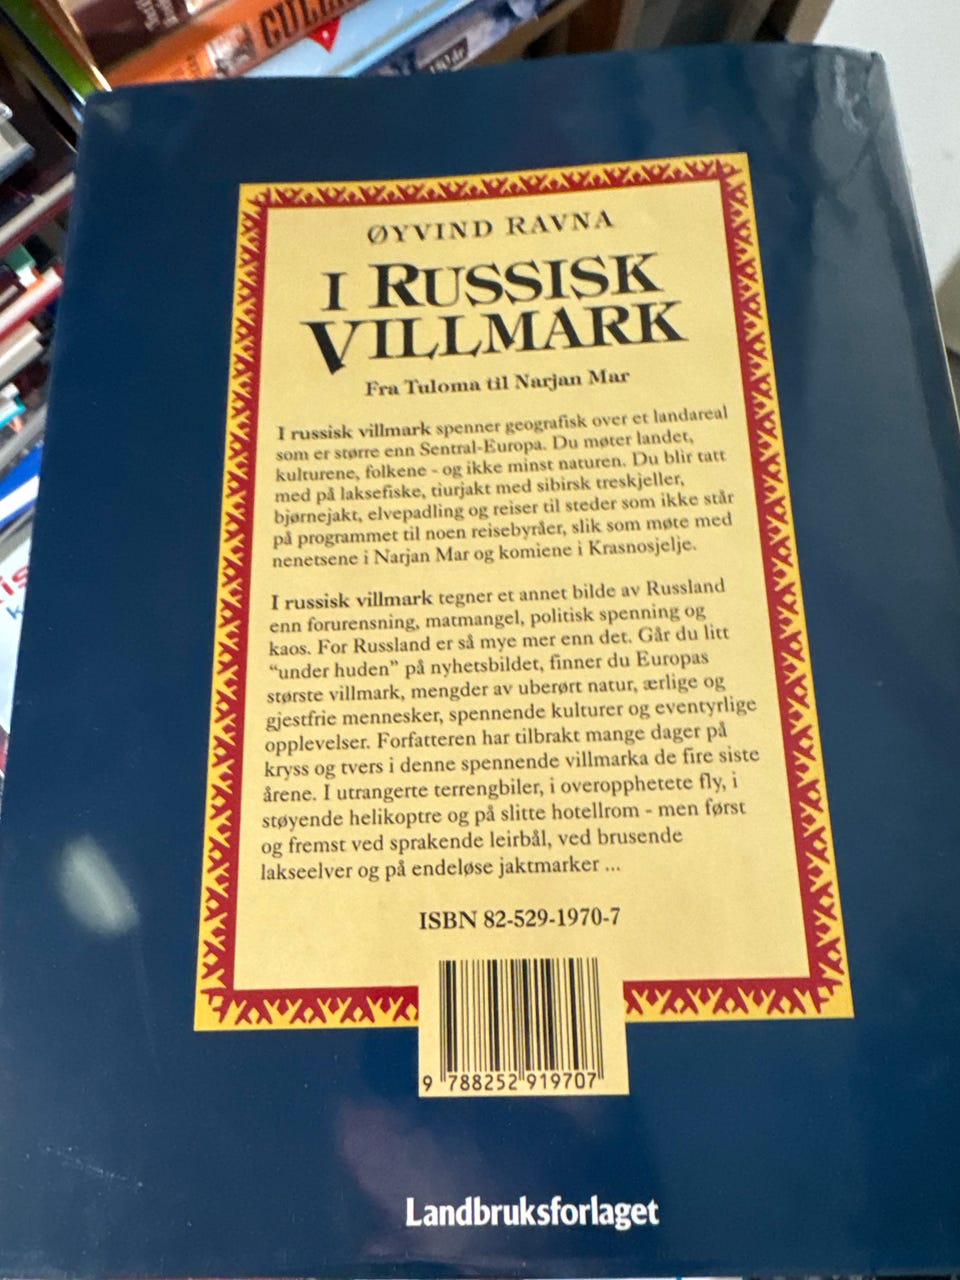 CULI
ØYVIND RAVNA
I RUSSISK
VILLMARK
Fra Tuloma til Narjan Mar
I russisk villmark spenner geografisk over et landareal
som er større enn Sentral-Europa. Du møter landet,
kulturene, folkene - og ikke minst naturen. Du blir tatt
med på laksefiske, tiurjakt med sibirsk treskjeller,
bjørnejakt, elvepadling og reiser til steder som ikke står
på programmet til noen reisebyråer, slik som møte med
nenetsene i Narjan Mar og komiene i Krasnosjelje.
I russisk villmark tegner et annet bilde av Russland
enn forurensning, matmangel, politisk spenning og
kaos. For Russland er så mye mer enn det. Går du litt
“under huden” på nyhetsbildet, finner du Europas
største villmark, mengder av uberørt natur, ærlige og
gjestfrie mennesker, spennende kulturer og eventyrlige
opplevelser. Forfatteren har tilbrakt mange dager på
kryss og tvers i denne spennende villmarka de fire siste
årene. I utrangerte terrengbiler, i overopphetete fly, i
støyende helikoptre og på slitte hotellrom - men først
og fremst ved sprakende leirbål, ved brusende
lakseelver og på endeløse jaktmarker ...
ISBN 82-529-1970-7
9 788252 919707
Landbruksforlaget